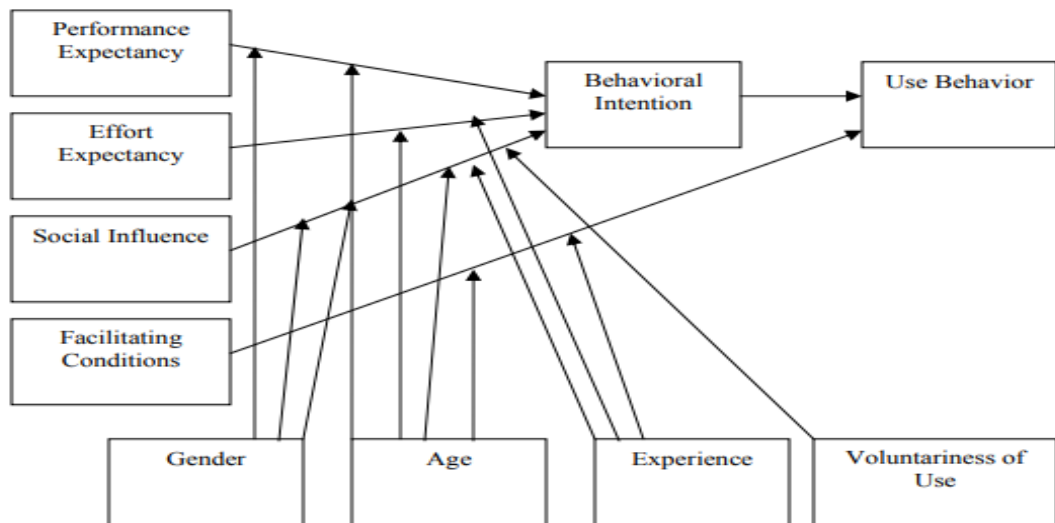 Performance
Expectancy
Behavioral
Intention
Use Behavior
Effort
Expectancy
Social Influence
Facilitating
Conditions
Gender
Age
Experience
Voluntariness of
Use